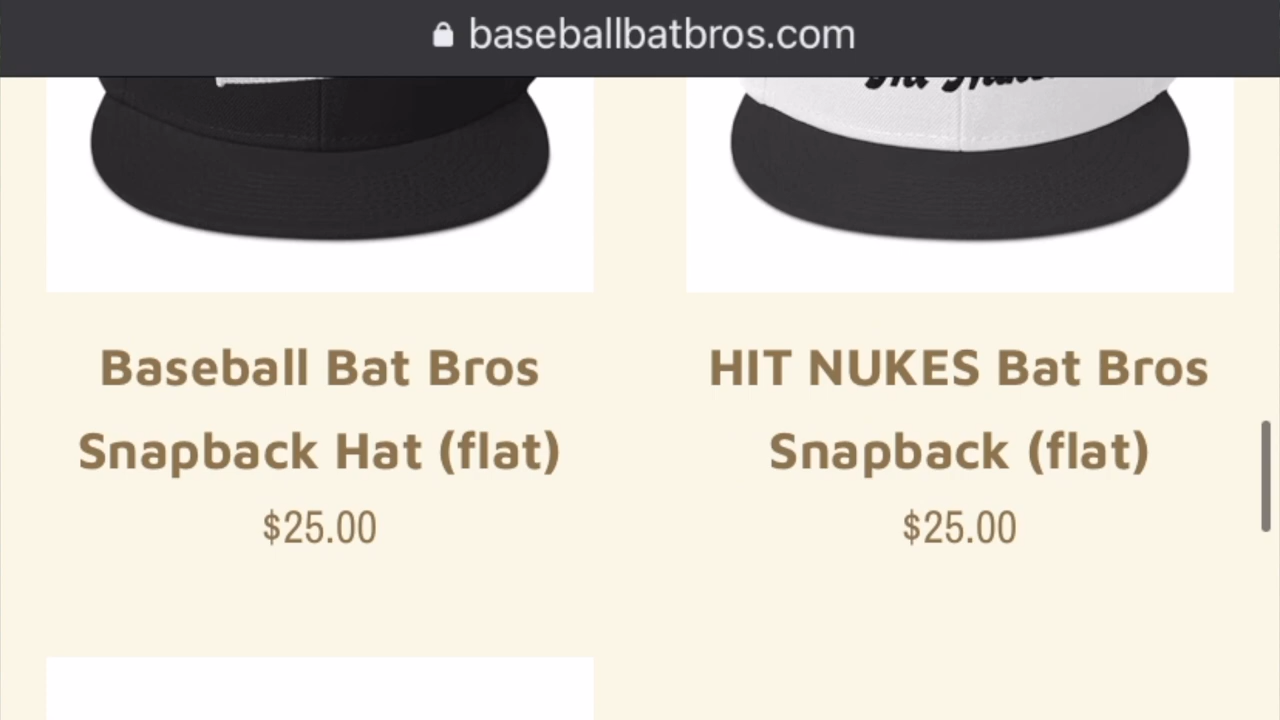 baseballbatbros.com
Baseball Bat Bros
Snapback Hat (flat)
$25.00
HIT NUKES Bat Bros
Snapback (flat)
$25.00